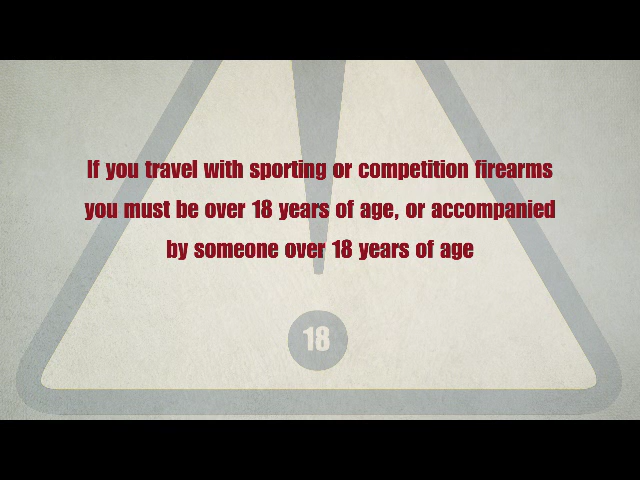 If you travel with sporting or competition firearms
you must be over 18 years of age, or accompanied
by someone over 18 years of age
18